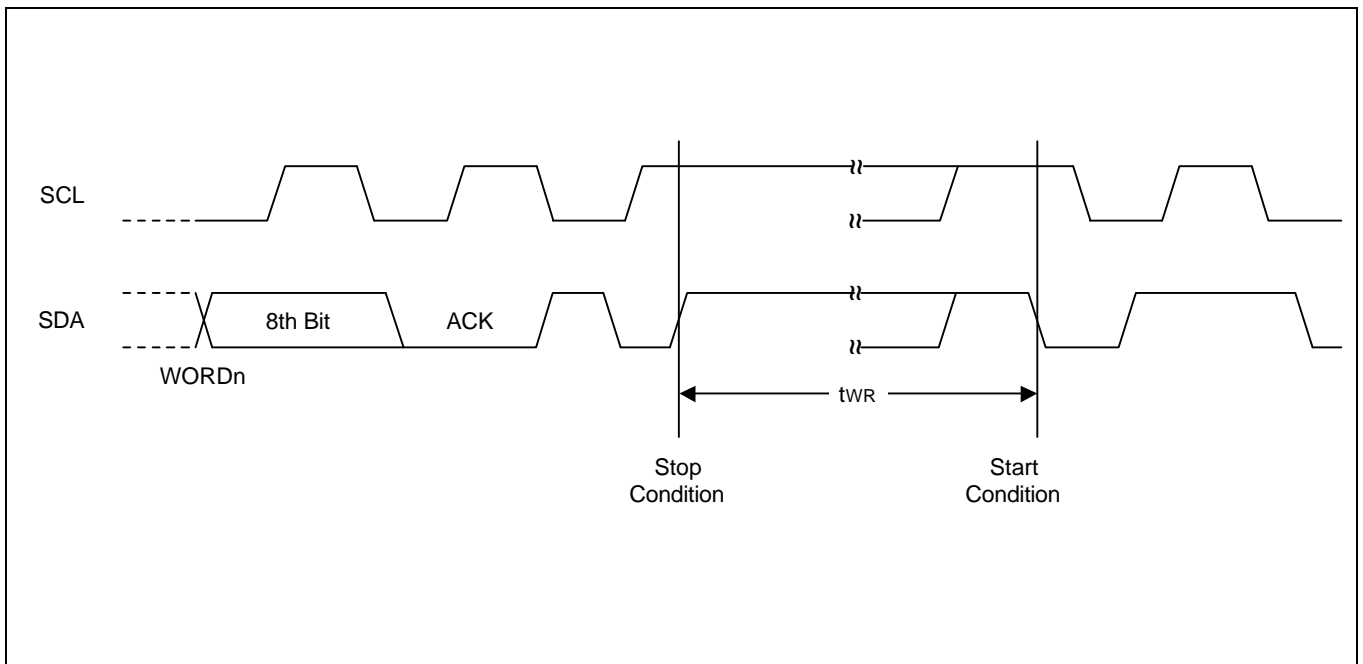 SCL
SDA
8th Bit
ACK
WORDn
tWR
Stop
Condition
Start
Condition